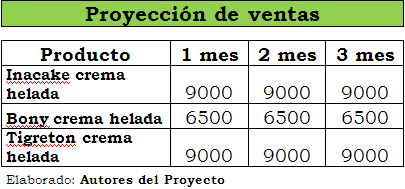 Proyección de ventas
Producto 1 mes 2 mes 3 mes
Inacake crema
helada 9000 9000 9000
Bony crema helada 6500 6500 6500
Tigreton crema
helada 9000 9000 9000
Elaborado: Autores del Proyecto